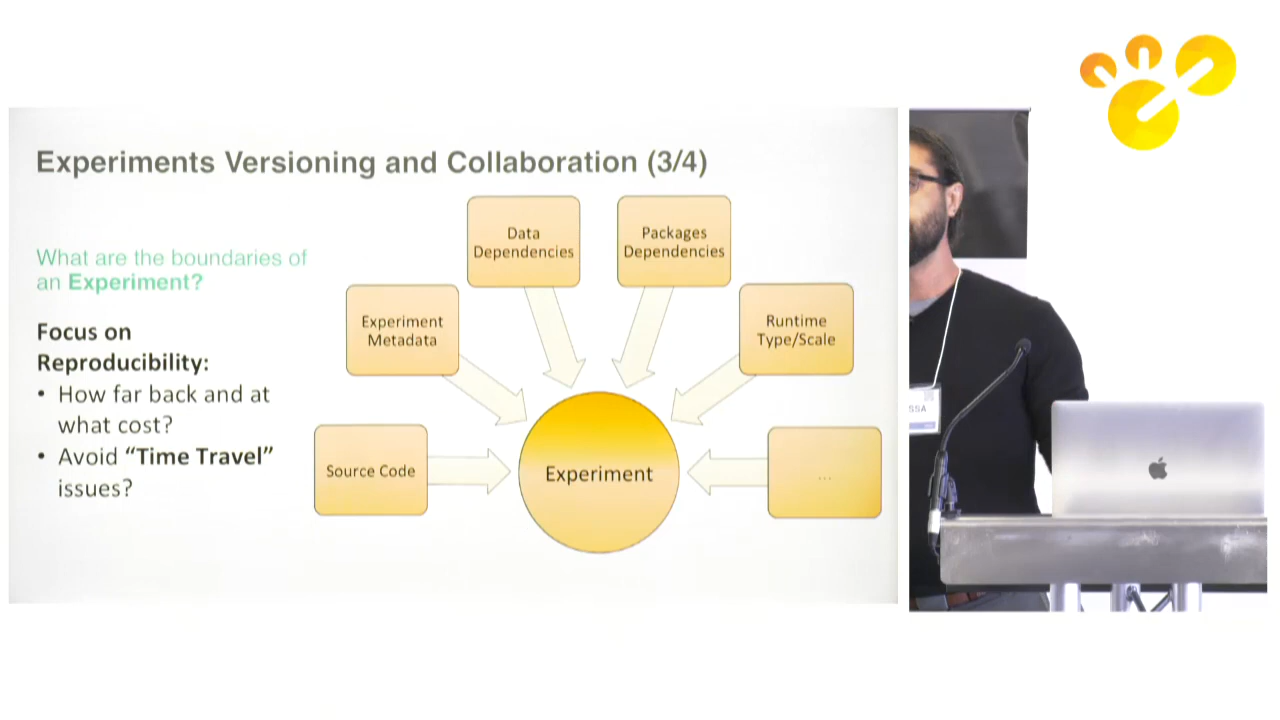 Experiments Versioning and Collaboration (3/4)
What are the boundaries of
an Experiment?
Focus on
Reproducibility:
• How far back and at
what cost?
• Avoid “Time Travel”
issues?
Data
Dependencies
Packages
Dependencies
Experiment
Metadata
Runtime
Type/Scale
Source Code
Experiment
...
SSA